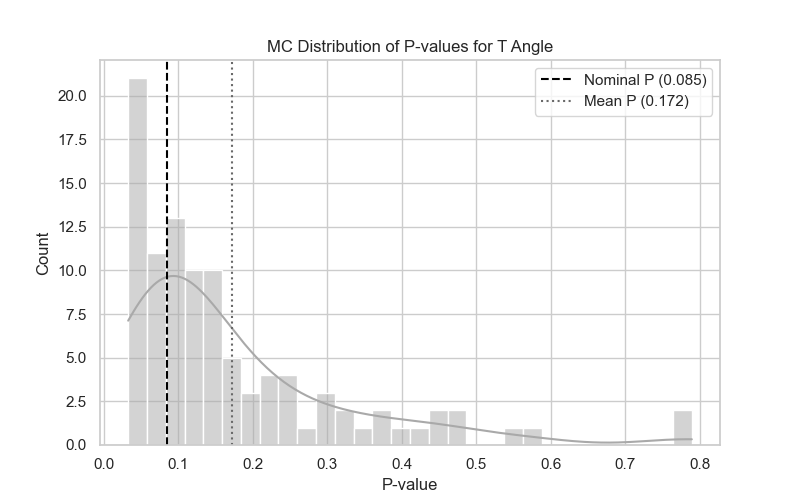 MC Distribution of P-values for T Angle
Nominal P (0.085)
Mean P (0.172)
Count
20.0
17.5
15.0
12.5
10.0
7.5
5.0
2.5
0.0
0.0 0.1 0.2 0.3 0.4 0.5 0.6 0.7 0.8
P-value